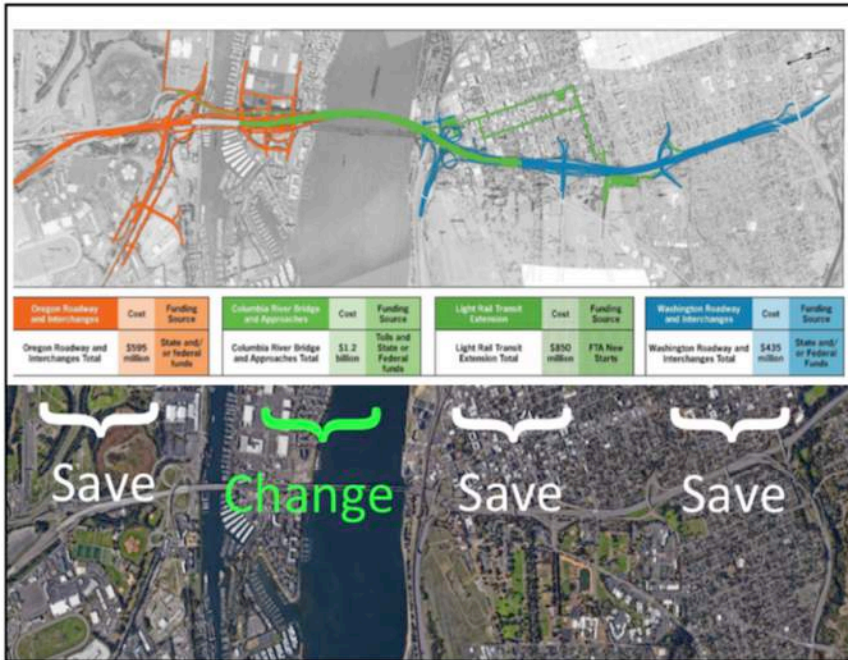 Oregon Roadway
and Interchanges
Cost
Funding
Source
Oregon Roadway and
Interchanges Total
$595
million
State and/
or federal
funds
Columbia River Bridge
and Approaches
Cost
Funding
Source
Columbia River Bridge
and Approaches Total
$1.2
billion
Tolls and
State or
Federal
funds
Light Rail Transit
Extension
Cost
Funding
Source
Light Rail Transit
Extension Total
$850
million
FTA New
Starts
Washington Roadway
and Interchanges
Cost
Funding
Source
Washington Roadway and
Interchanges Total
$435
million
State and/
or Federal
funds
Save
Change
Save
Save